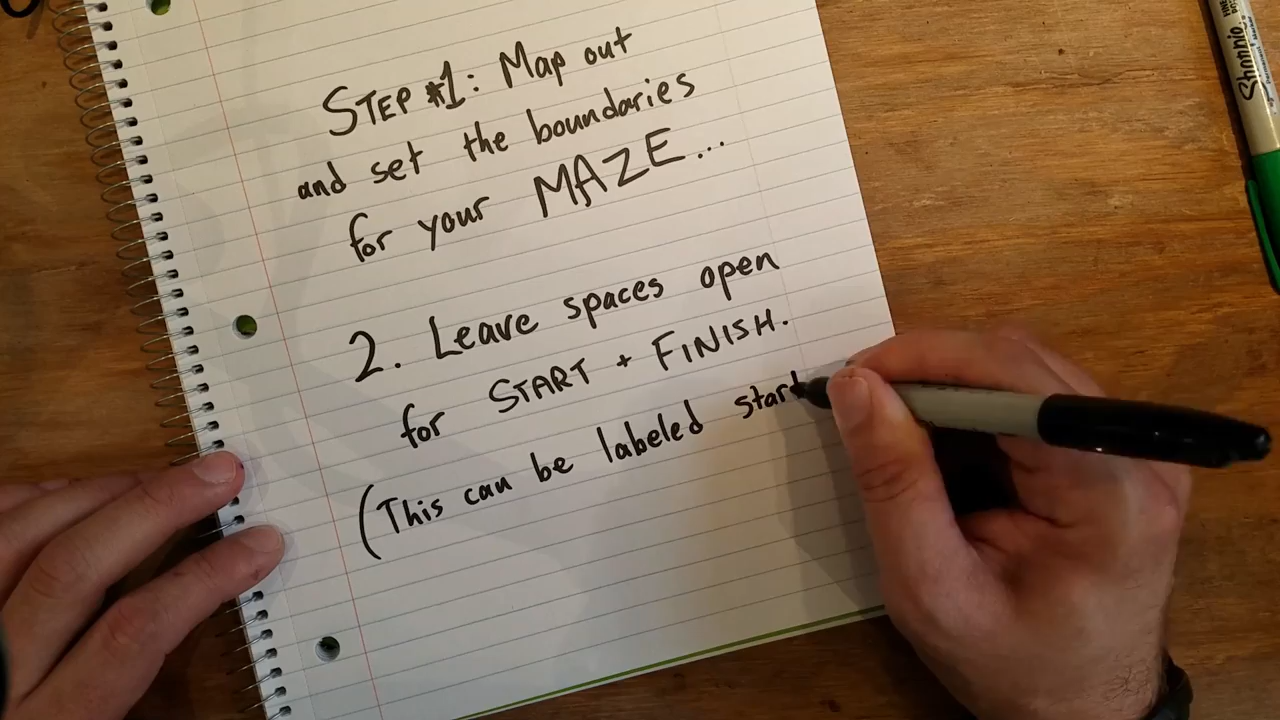 STEP #1: Map out
and set the boundaries
for your MAZE...
2. Leave spaces open
for START + FINISH.
(This can be labeled start
Sharpie